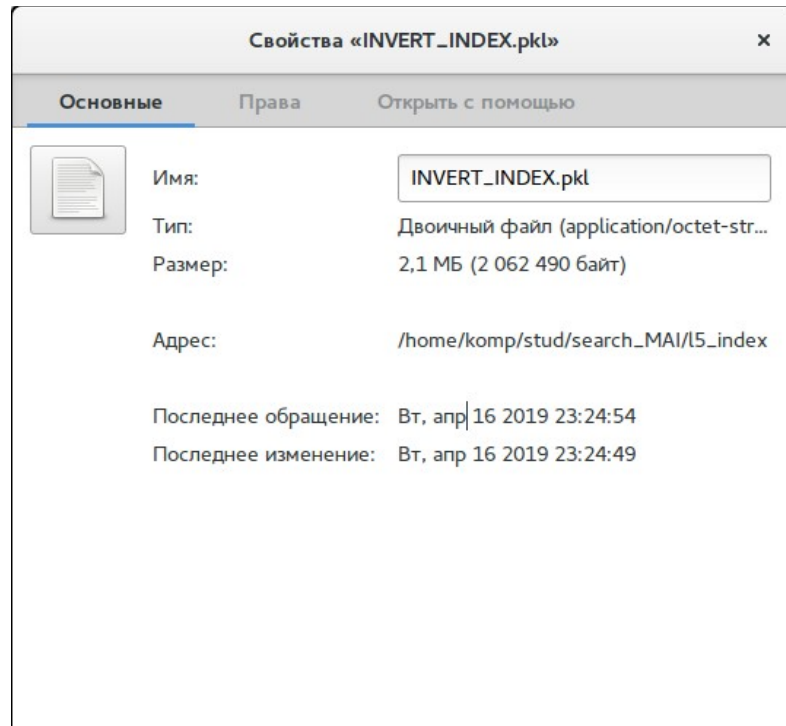 Свойства «INVERT_INDEX.pkl» ×
Основные Права Открыть с помощью
Имя: INVERT_INDEX.pkl
Тип: Двоичный файл (application/octet-str...
Размер: 2,1 МБ (2 062 490 байт)
Адрес: /home/komp/stud/search_MAI/l5_index
Последнее обращение: Вт, апр 16 2019 23:24:54
Последнее изменение: Вт, апр 16 2019 23:24:49